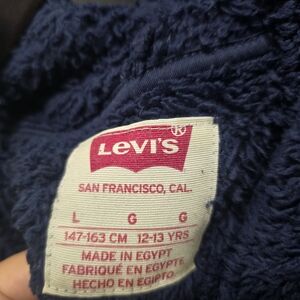 Levi's®
SAN FRANCISCO, CAL.
L G G
147-163 CM 12-13 YRS
MADE IN EGYPT
FABRIQUÉ EN EGYPTE
HECHO EN EGIPTO